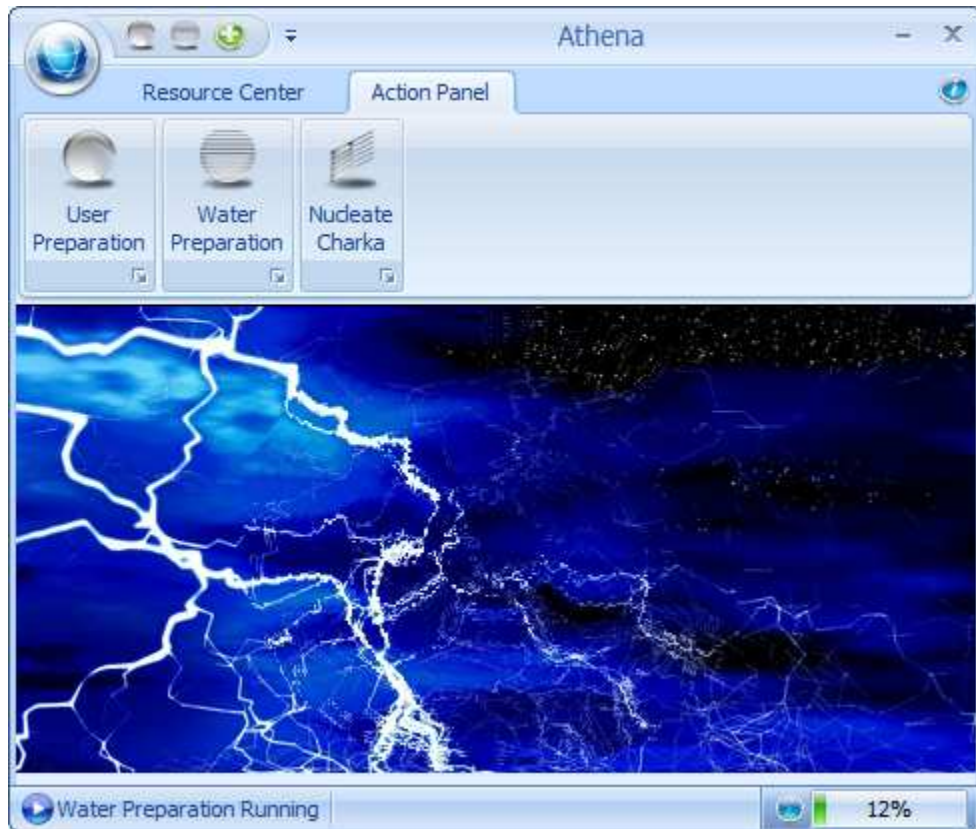 Athena
Resource Center Action Panel
User Water Nucleate
Preparation Preparation Charka
Water Preparation Running 12%